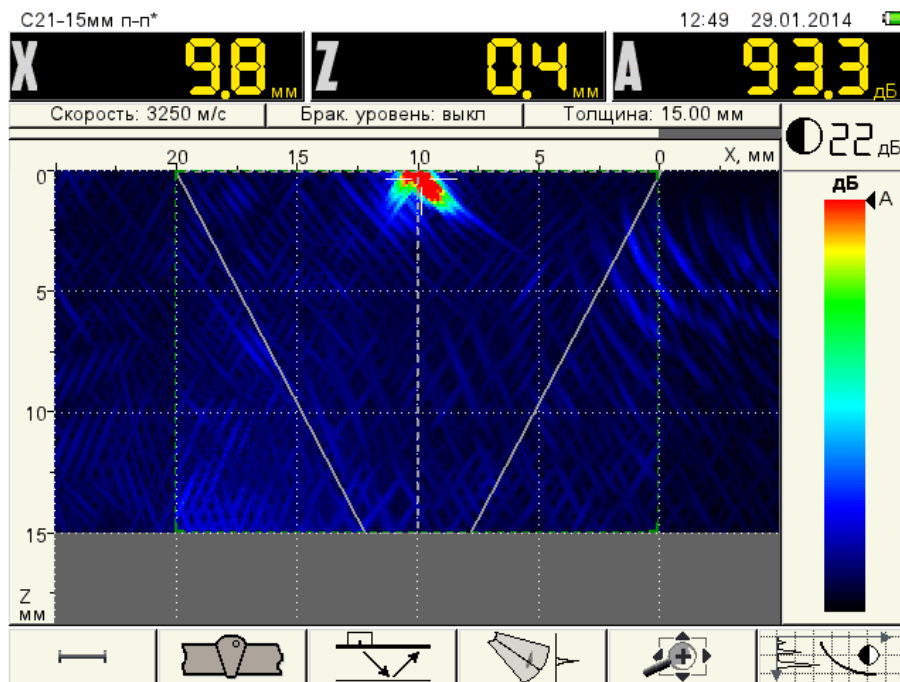 С21-15мм п-п* 12:49 29.01.2014
X 9.8 мм Z 0.4 мм A 93.3 дБ
Скорость: 3250 м/с Брак. уровень: выкл Толщина: 15.00 мм
22 дБ
20 15 10 5 0 X, мм
дБ
A
0
5
10
15
Z
мм